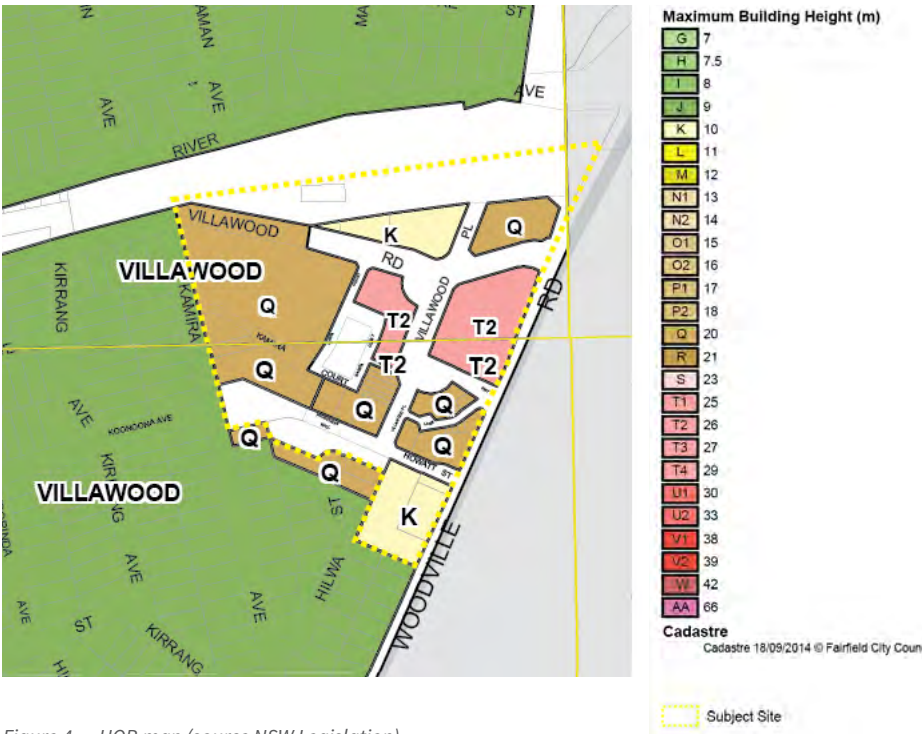 ST
AVE
AVE
AVE
RIVER
VILLAWOOD
K
Q
PL
RD
VILLAWOOD
KIRRANG
KAMIRA
Q
T2
VILLAWOOD
T2
RD
T2
T2
KAMIRA
Q
COURT
Q
Q
AVE
KOONOONA AVE
Q
Q
HOWATT
ST
Q
VILLAWOOD
ST
K
HILWA
WOODVILLE
AVE
AVE
AVE
ST
KIRRANG
Maximum Building Height (m)
G 7
H 7.5
I 8
J 9
K 10
L 11
M 12
N1 13
N2 14
O1 15
O2 16
P1 17
P2 18
Q 20
R 21
S 23
T1 25
T2 26
T3 27
T4 29
U1 30
U2 33
V1 38
V2 39
W 42
AA 66
Cadastre
Cadastre 18/09/2014 © Fairfield City Coun
Subject Site